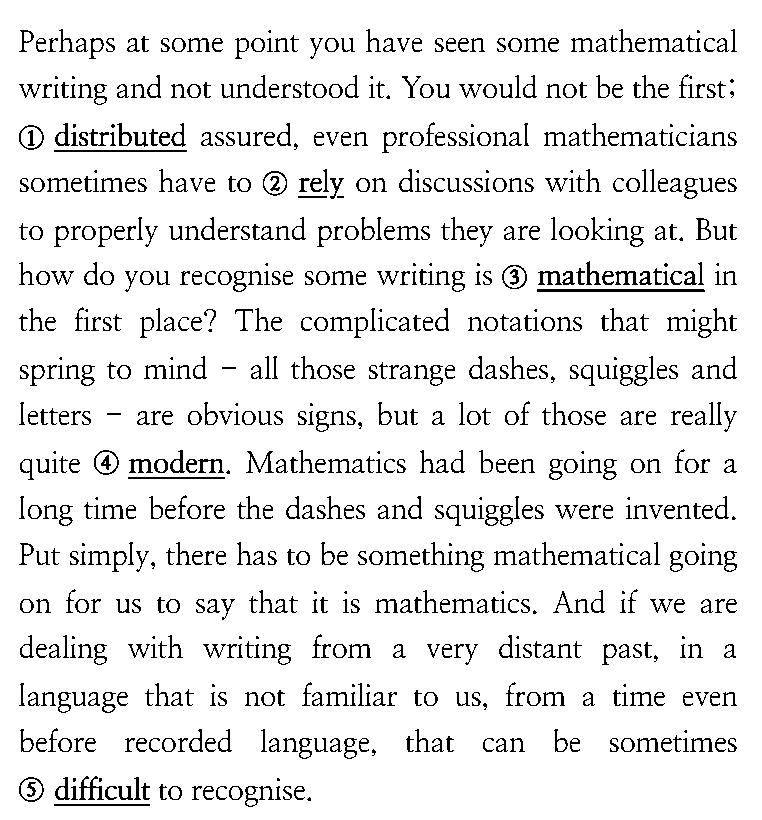 Perhaps at some point you have seen some mathematical
writing and not understood it. You would not be the first;
① distributed assured, even professional mathematicians
sometimes have to ② rely on discussions with colleagues
to properly understand problems they are looking at. But
how do you recognise some writing is ③ mathematical in
the first place? The complicated notations that might
spring to mind – all those strange dashes, squiggles and
letters – are obvious signs, but a lot of those are really
quite ④ modern. Mathematics had been going on for a
long time before the dashes and squiggles were invented.
Put simply, there has to be something mathematical going
on for us to say that it is mathematics. And if we are
dealing with writing from a very distant past, in a
language that is not familiar to us, from a time even
before recorded language, that can be sometimes
⑤ difficult to recognise.